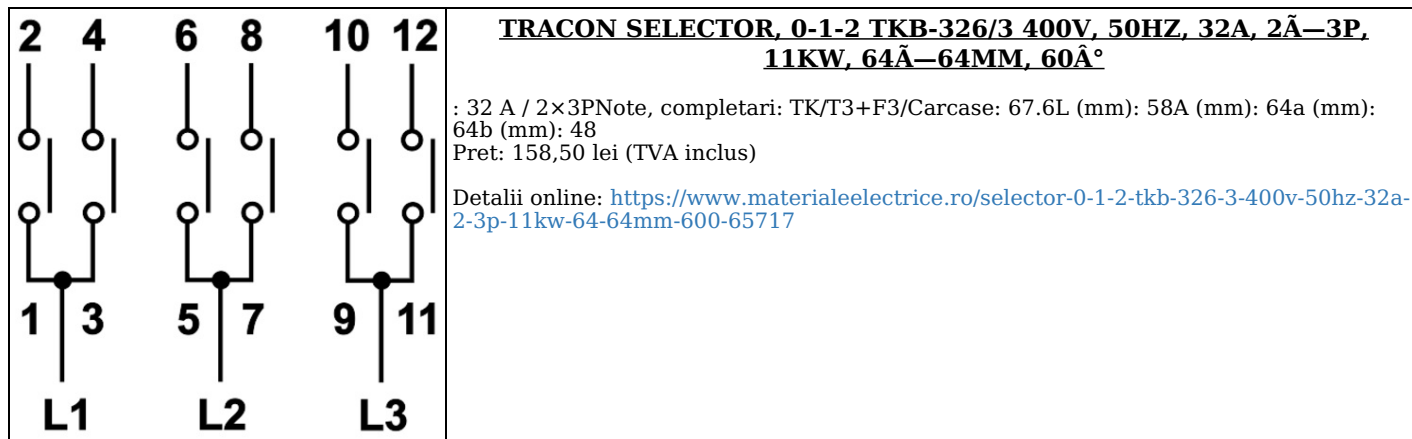 2 4 6 8 10 12
1 3 5 7 9 11
L1 L2 L3
TRACON SELECTOR, 0-1-2 TKB-326/3 400V, 50HZ, 32A, 2Ã—3P,
11KW, 64Ã—64MM, 60Â°
: 32 A / 2×3PNote, completari: TK/T3+F3/Carcase: 67.6L (mm): 58A (mm): 64a (mm):
64b (mm): 48
Pret: 158,50 lei (TVA inclus)
Detalii online: https://www.materialeelectrice.ro/selector-0-1-2-tkb-326-3-400v-50hz-32a-
2-3p-11kw-64-64mm-600-65717